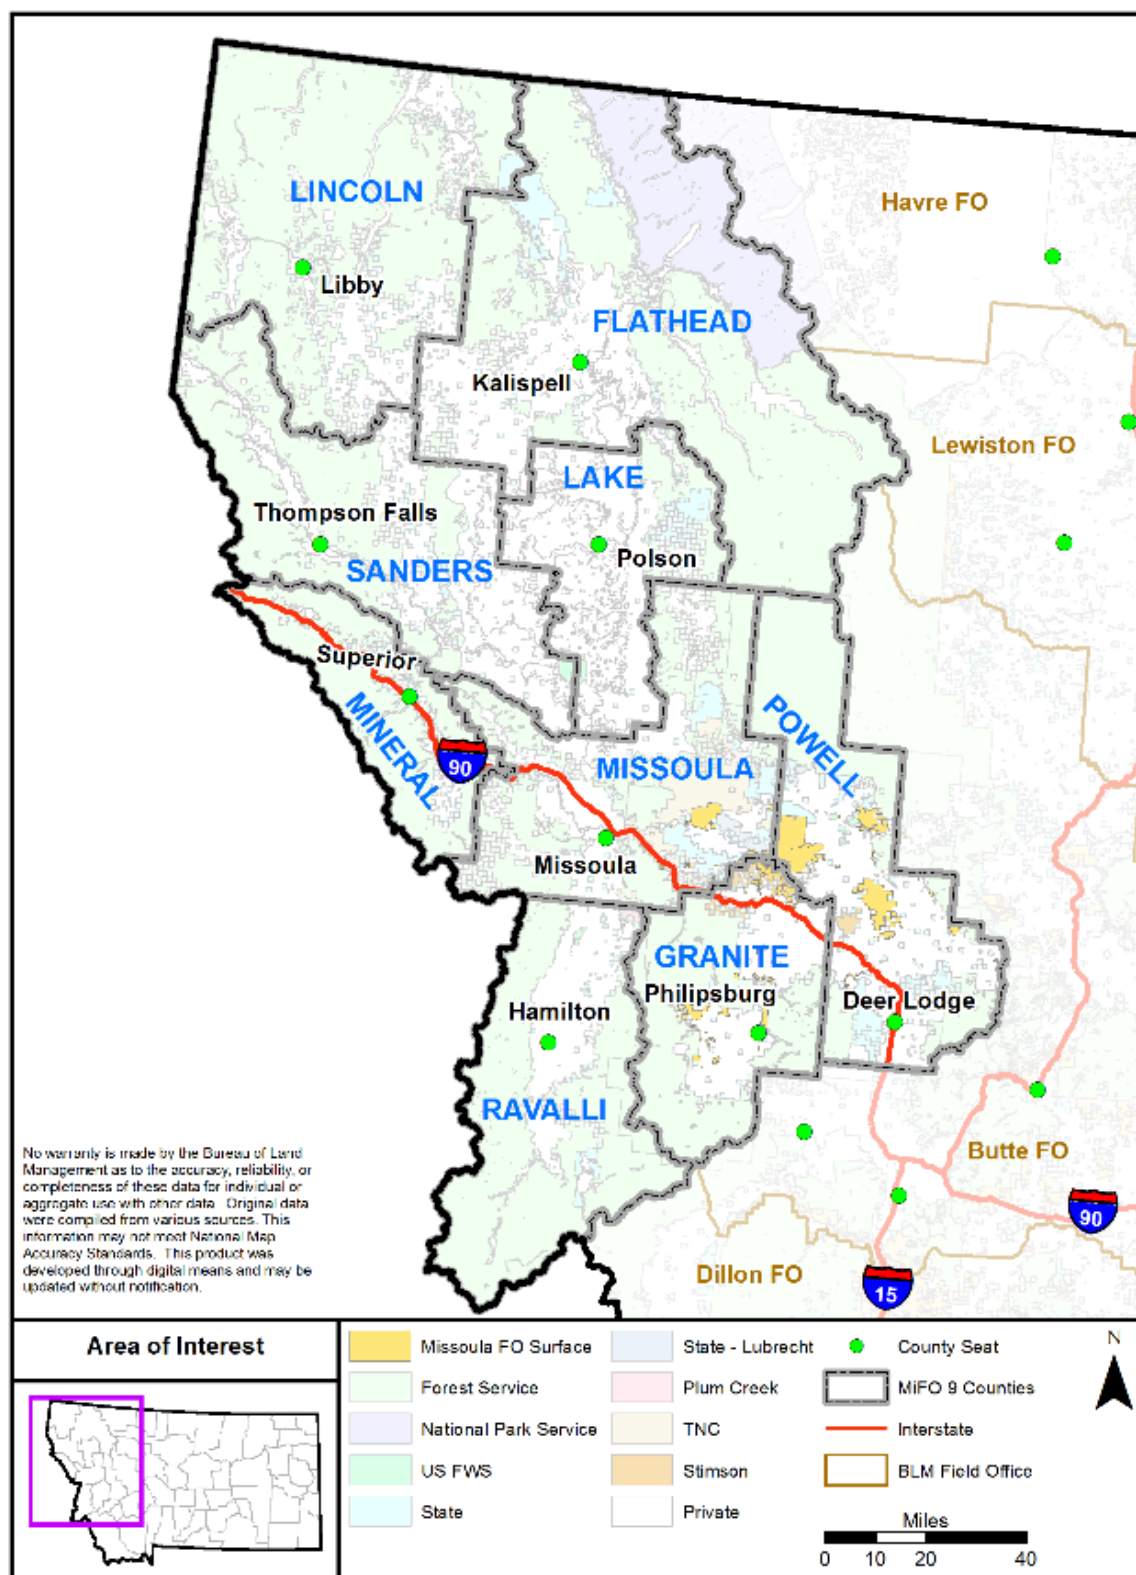 LINCOLN
Havre FO
Libby
FLATHEAD
Kalispell
Lewiston FO
LAKE
Thompson Falls
Polson
SANDERS
Superior
MINERAL
POWELL
90
MISSOULA
Missoula
GRANITE
Philipsburg
Deer Lodge
Hamilton
RAVALLI
Butte FO
90
Dillon FO
15
No warranty is made by the Bureau of Land
Management as to the accuracy, reliability, or
completeness of these data for individual or
aggregate use with other data. Original data
were compiled from various sources. This
information may not meet National Map
Accuracy Standards. This product was
developed through digital means and may be
updated without notification.
Area of Interest
Missoula FO Surface
Forest Service
National Park Service
US FWS
State
State - Lubrecht
Plum Creek
TNC
Stimson
Private
County Seat
MiFO 9 Counties
Interstate
BLM Field Office
Miles
0 10 20 40
N